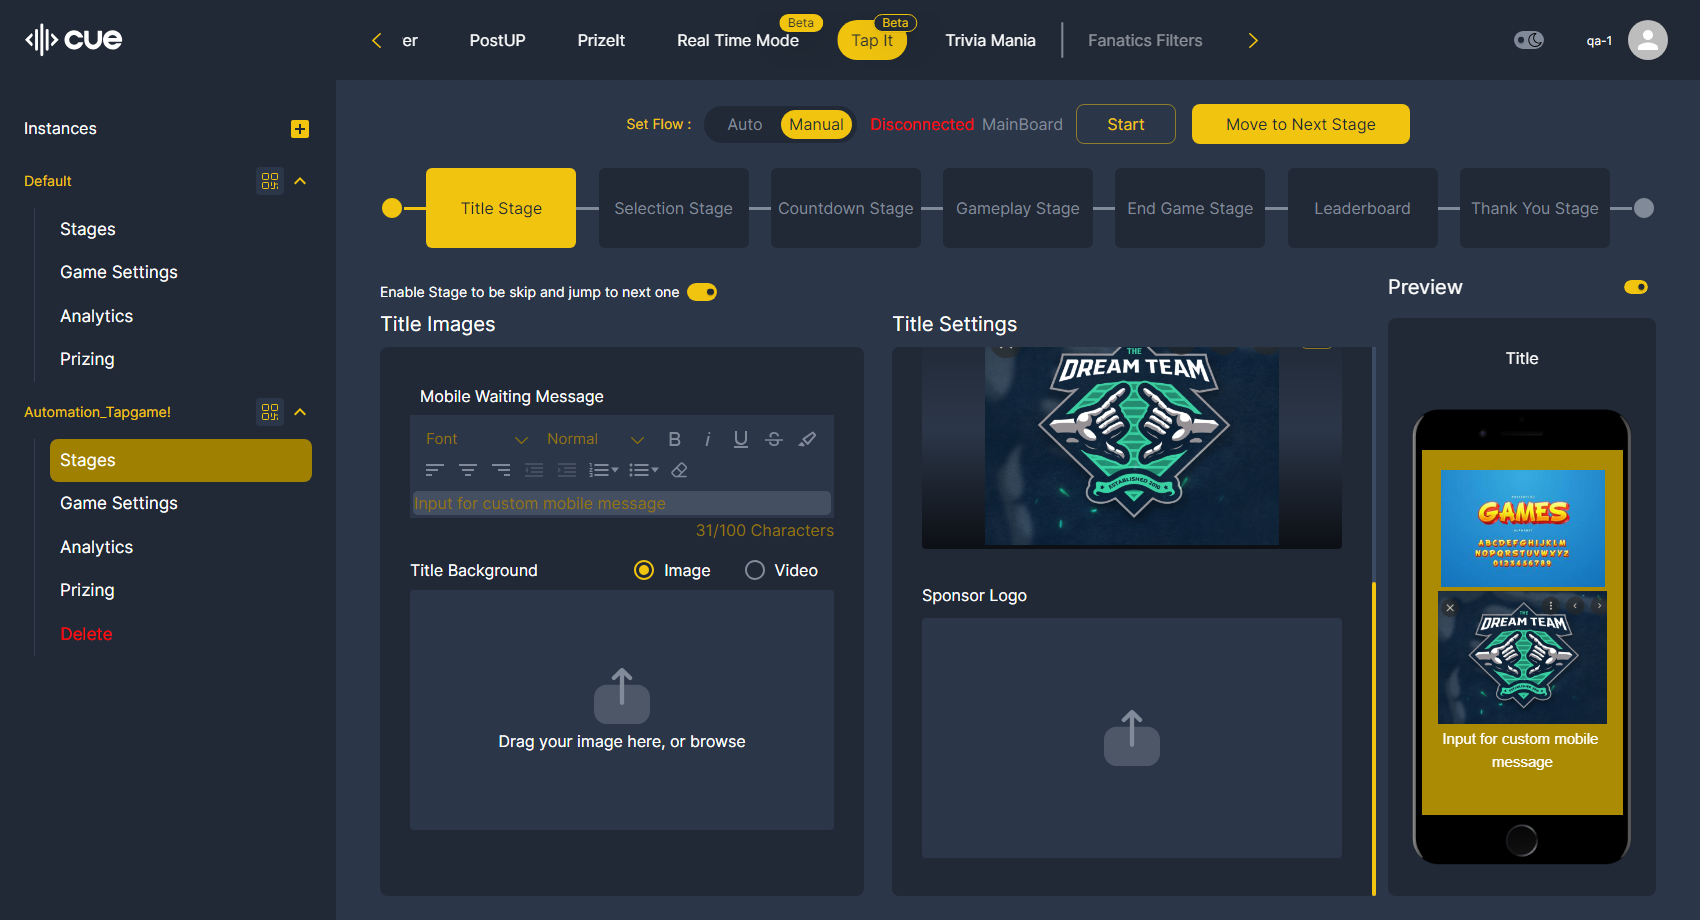 cue
er
PostUP
PrizeIt
Real Time Mode
Beta
Tap It
Beta
Trivia Mania
Fanatics Filters
qa-1
Instances
Default
Stages
Game Settings
Analytics
Prizing
Automation_Tapgame!
Stages
Game Settings
Analytics
Prizing
Delete
Set Flow :
Auto
Manual
Disconnected MainBoard
Start
Move to Next Stage
Title Stage
Selection Stage
Countdown Stage
Gameplay Stage
End Game Stage
Leaderboard
Thank You Stage
Enable Stage to be skip and jump to next one
Title Images
Mobile Waiting Message
Font
Normal
B i U S
Input for custom mobile message
31/100 Characters
Title Background
Image
Video
Drag your image here, or browse
Title Settings
THE
DREAM TEAM
ESTABLISHED 2010
Sponsor Logo
Preview
Title
GAMES
ALPHABET
ABCDEFGHIJKLM
NOPQRSTUVWXYZ
0123456789
THE
DREAM TEAM
Input for custom mobile
message